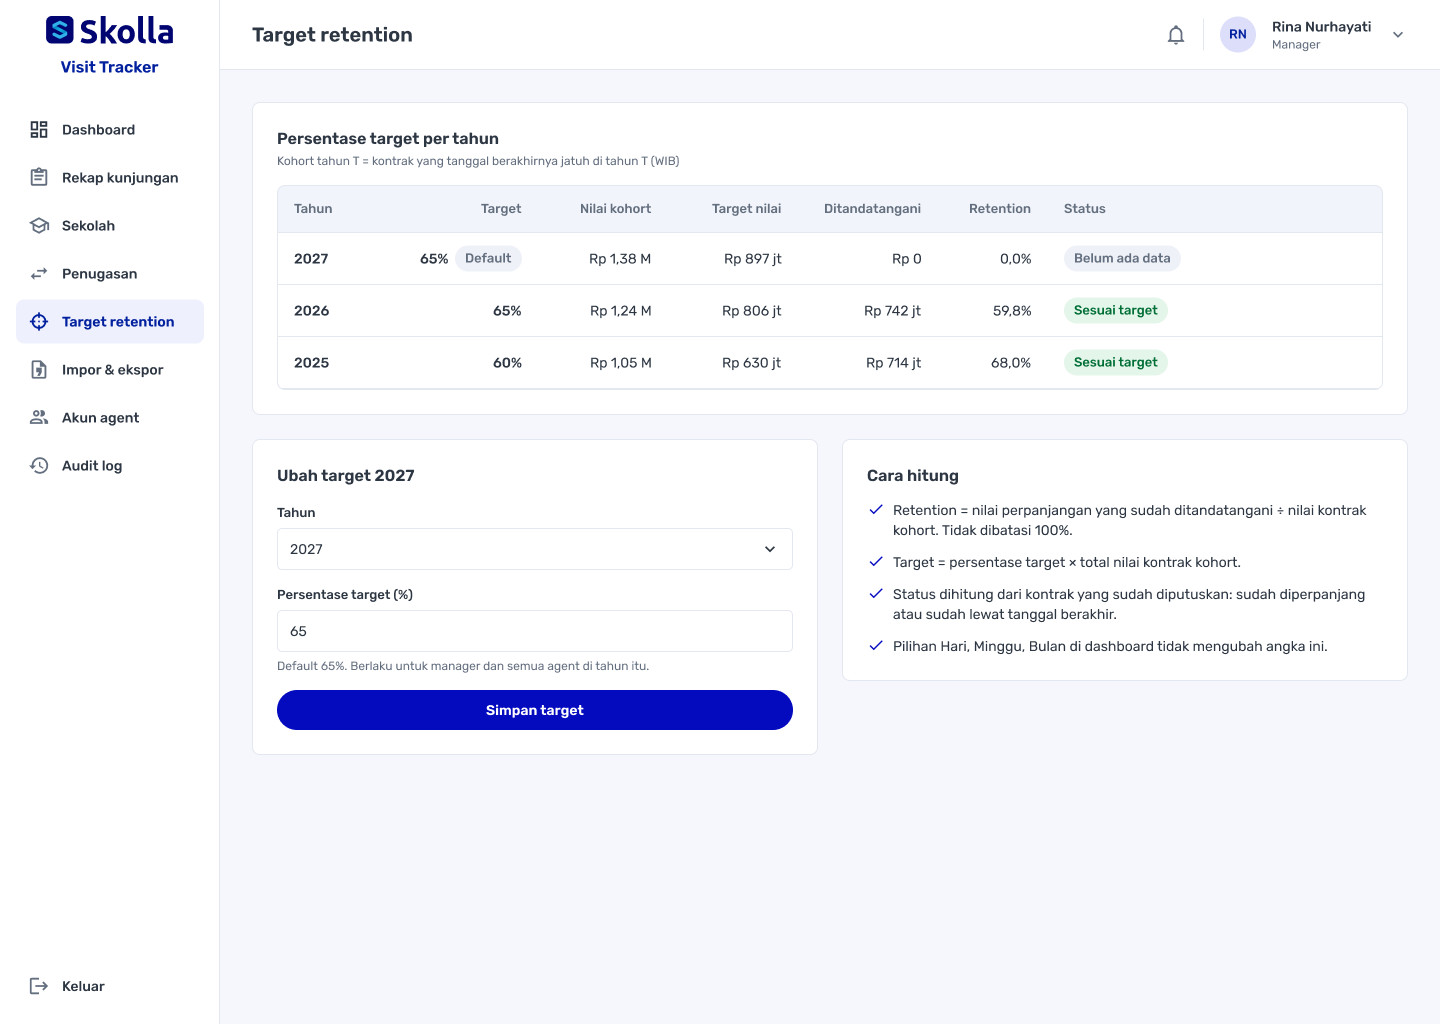 Skolla
Visit Tracker
Dashboard
Rekap kunjungan
Sekolah
Penugasan
Target retention
Impor & ekspor
Akun agent
Audit log
Keluar
Target retention
RN
Rina Nurhayati
Manager
Persentase target per tahun
Kohort tahun T = kontrak yang tanggal berakhirnya jatuh di tahun T (WIB)
Tahun Target Nilai kohort Target nilai Ditandatangani Retention Status
2027 65% Default Rp 1,38 M Rp 897 jt Rp 0 0,0% Belum ada data
2026 65% Rp 1,24 M Rp 806 jt Rp 742 jt 59,8% Sesuai target
2025 60% Rp 1,05 M Rp 630 jt Rp 714 jt 68,0% Sesuai target
Ubah target 2027
Tahun
2027
Persentase target (%)
65
Default 65%. Berlaku untuk manager dan semua agent di tahun itu.
Simpan target
Cara hitung
Retention = nilai perpanjangan yang sudah ditandatangani ÷ nilai kontrak
kohort. Tidak dibatasi 100%.
Target = persentase target × total nilai kontrak kohort.
Status dihitung dari kontrak yang sudah diputuskan: sudah diperpanjang
atau sudah lewat tanggal berakhir.
Pilihan Hari, Minggu, Bulan di dashboard tidak mengubah angka ini.